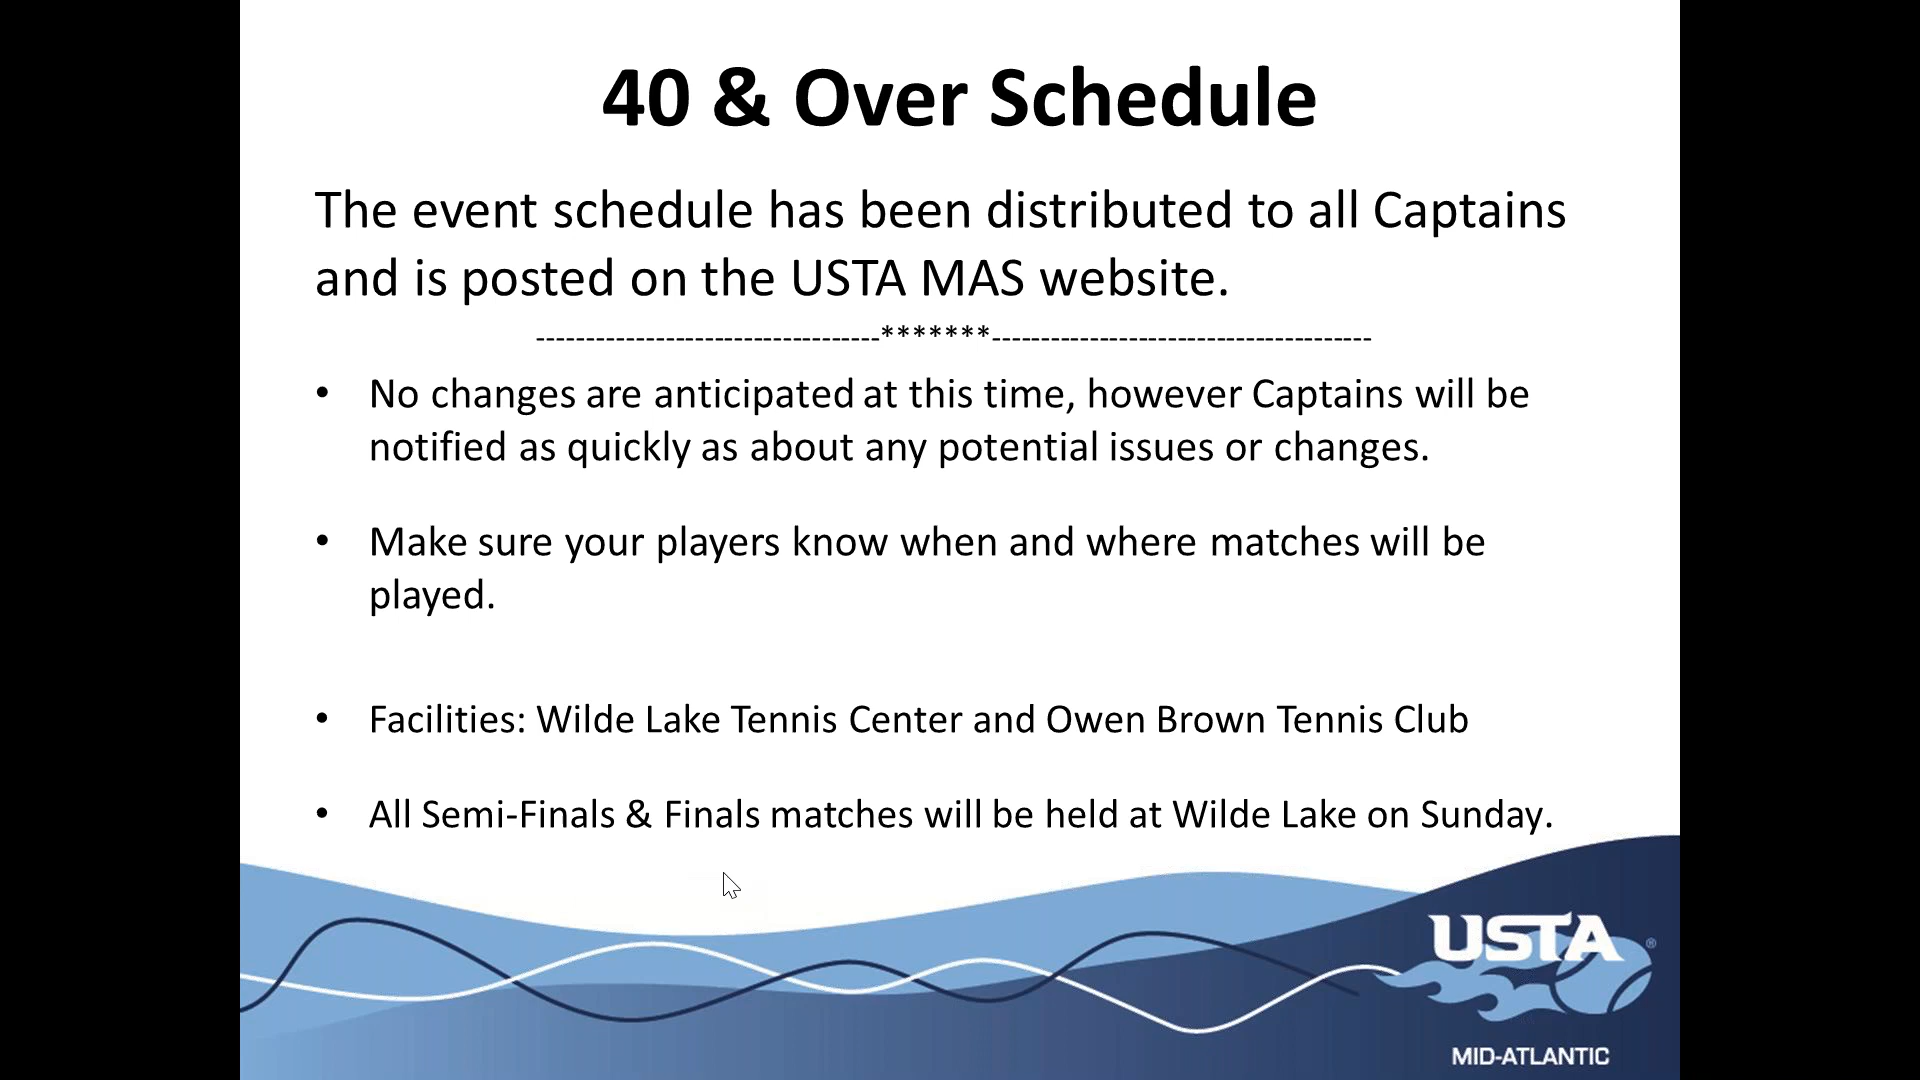 40 & Over Schedule
The event schedule has been distributed to all Captains
and is posted on the USTA MAS website.
----------------------------------*******--------------------------------------
• No changes are anticipated at this time, however Captains will be
notified as quickly as about any potential issues or changes.
• Make sure your players know when and where matches will be
played.
• Facilities: Wilde Lake Tennis Center and Owen Brown Tennis Club
• All Semi-Finals & Finals matches will be held at Wilde Lake on Sunday.
USTA®
MID-ATLANTIC